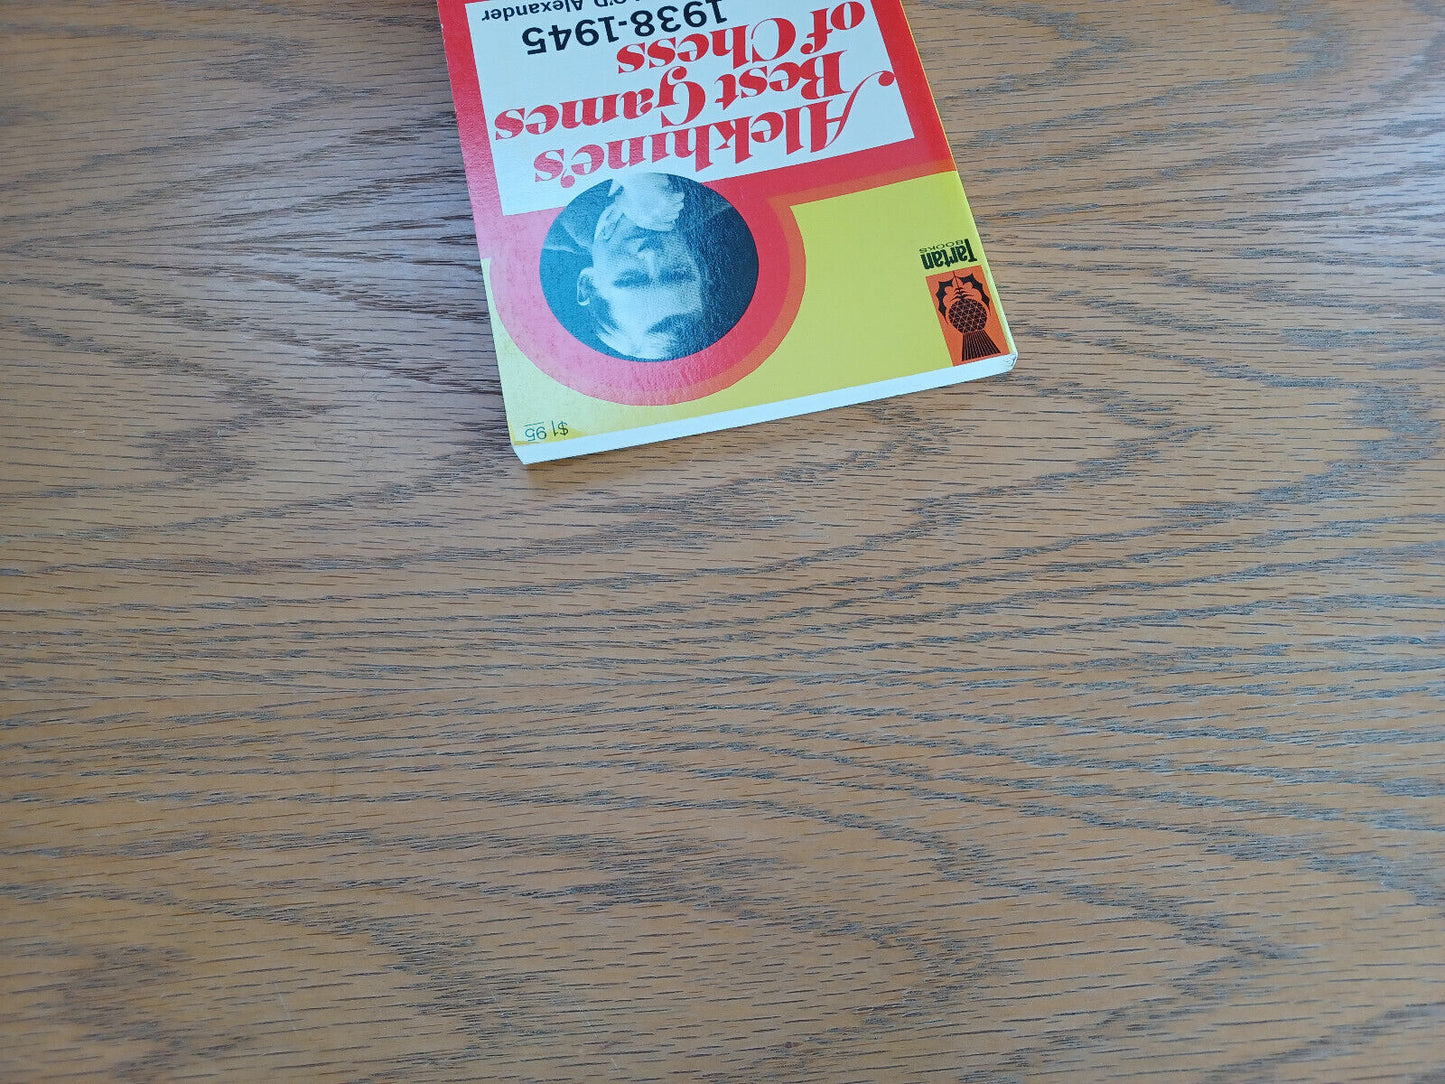 $1.95
Tartan
BOOKS
Alekhine's
Best Games
of Chess
1938-1945
Alexander